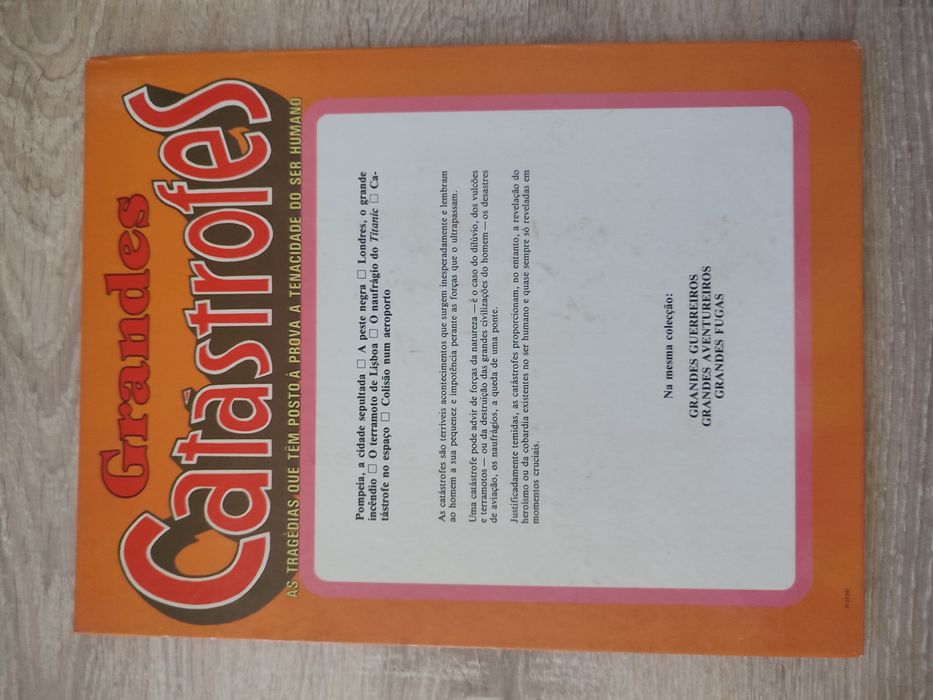 Grandes
Catástrofes
AS TRAGÉDIAS QUE TÊM POSTO À PROVA A TENACIDADE DO SER HUMANO
Pompeia, a cidade sepultada □ A peste negra □ Londres, o grande
incêndio □ O terramoto de Lisboa □ O naufrágio do Titanic □ Ca-
tástrofe no espaço □ Colisão num aeroporto
As catástrofes são terríveis acontecimentos que surgem inesperadamente e lembram
ao homem a sua pequenez e impotência perante as forças que o ultrapassam.
Uma catástrofe pode advir de forças da natureza — é o caso do dilúvio, dos vulcões
e terramotos — ou da destruição das grandes civilizações do homem — os desastres
de aviação, os naufrágios, a queda de uma ponte.
Justificadamente temidas, as catástrofes proporcionam, no entanto, a revelação do
heroísmo ou da cobardia existentes no ser humano e quase sempre só reveladas em
momentos cruciais.
Na mesma colecção:
GRANDES GUERREIROS
GRANDES AVENTUREIROS
GRANDES FUGAS